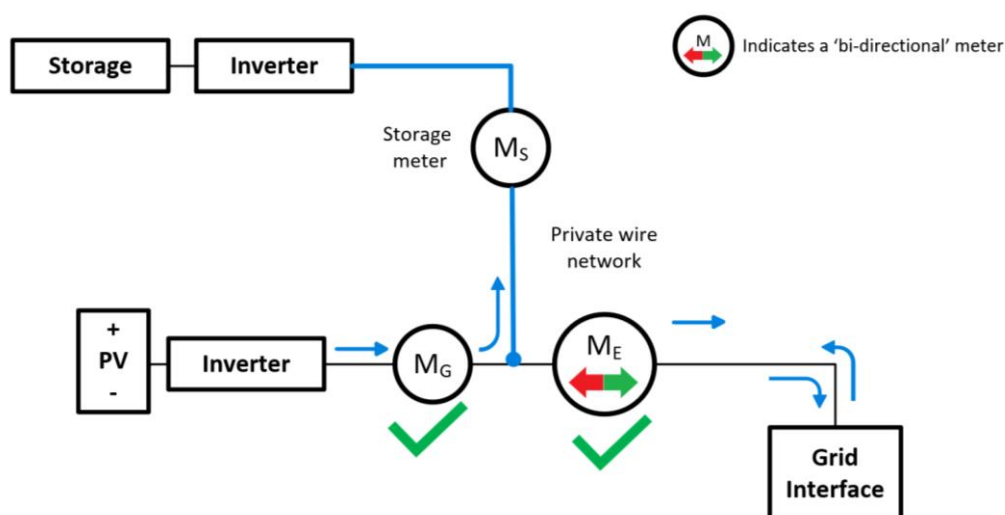 M
Indicates a ‘bi-directional’ meter
Storage
Inverter
Storage
meter
MS
Private wire
network
+
PV
-
Inverter
MG
ME
Grid
Interface